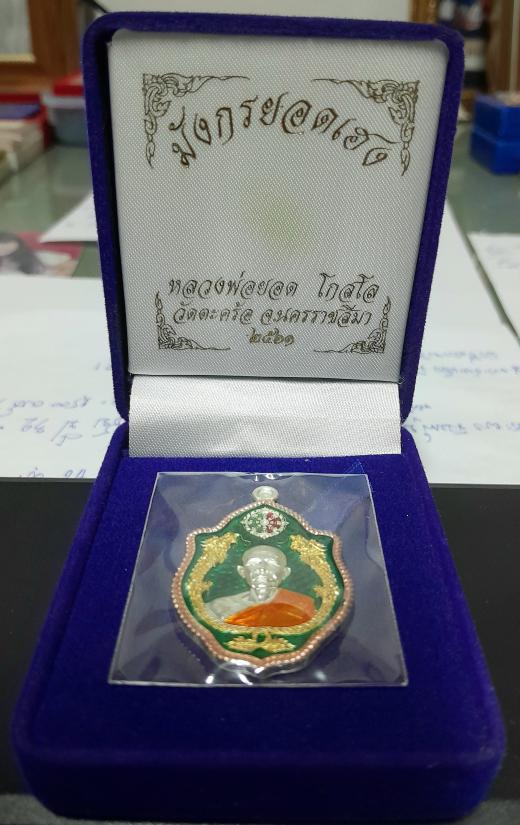 มังกรยอดเฮง
หลวงพ่อยอด โกสโล
วัดตะคร้อ จ.นครราชสีมา
๒๕๖๑